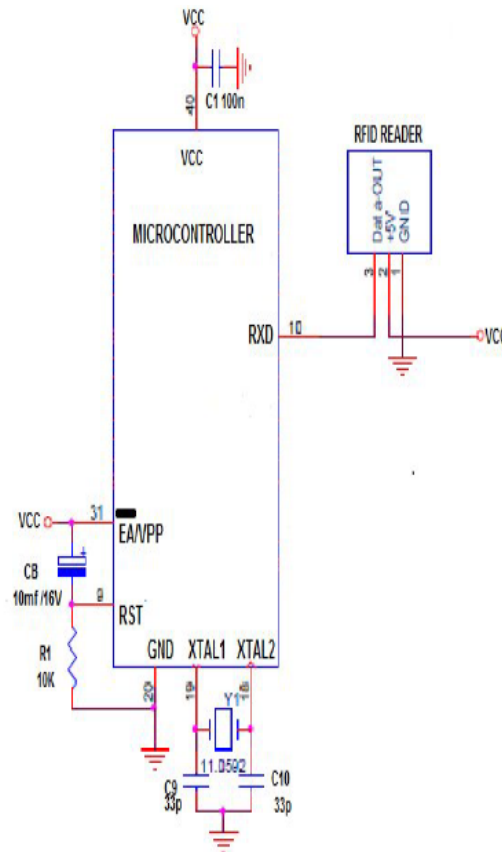 VCC
C1 100n
40
VCC
RFID READER
Data-OUT
+5V
GND
MICROCONTROLLER
3
2
1
RXD
10
VCC
VCC
31
EA/VPP
C8
10mf/16V
9
RST
R1
10K
GND
XTAL1
XTAL2
20
19
18
Y1
11.0592
C9
33p
C10
33p